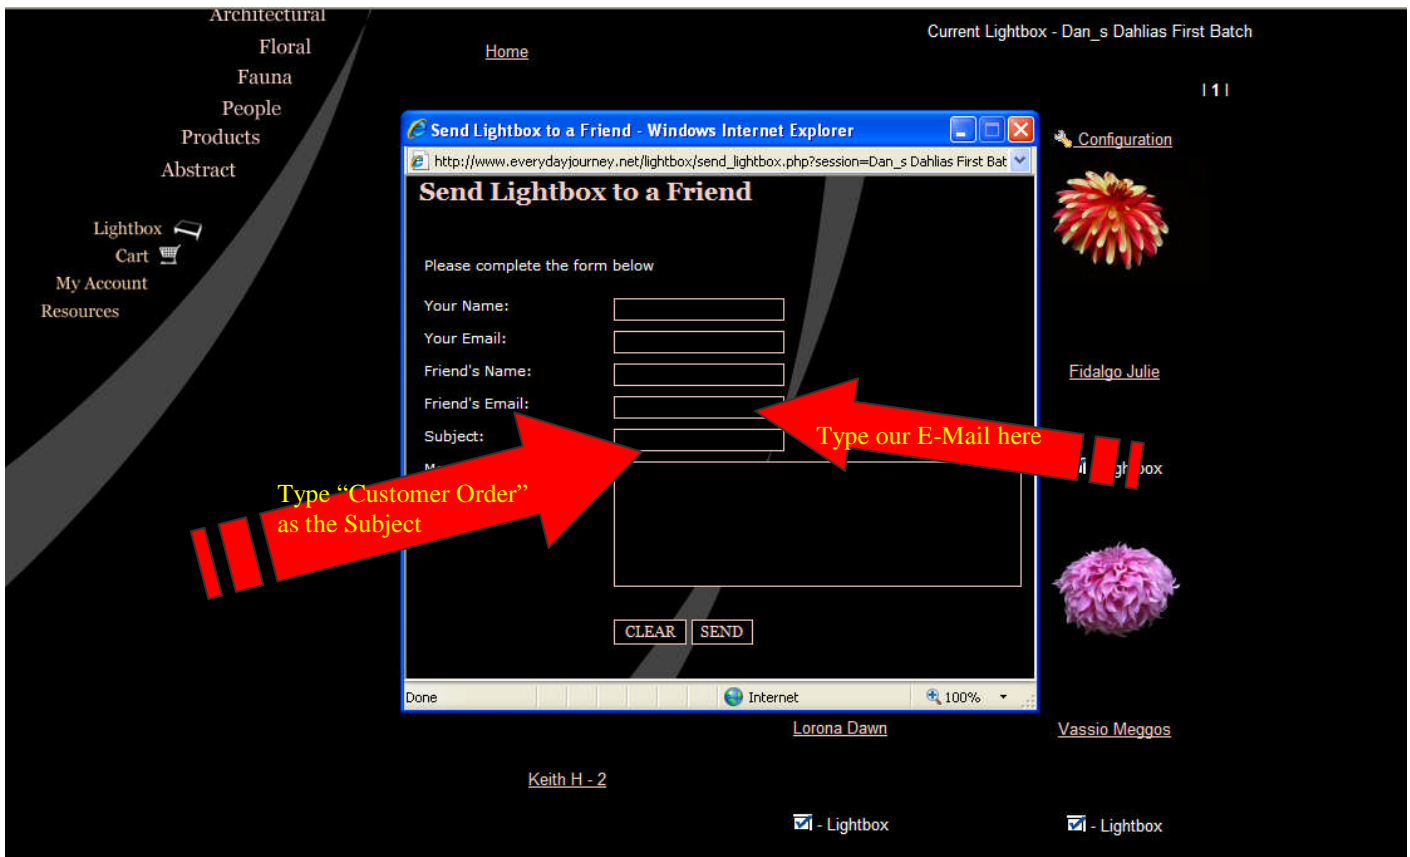 Architectural
Floral
Fauna
People
Products
Abstract
Lightbox
Cart
My Account
Resources
Home
Current Lightbox - Dan_s Dahlias First Batch
| 1 |
Configuration
Send Lightbox to a Friend - Windows Internet Explorer
http://www.everydayjourney.net/lightbox/send_lightbox.php?session=Dan_s Dahlias First Bat
Send Lightbox to a Friend
Please complete the form below
Your Name:
Your Email:
Friend's Name:
Friend's Email:
Subject:
Type our E-Mail here
Type “Customer Order”
as the Subject
CLEAR SEND
Done Internet 100%
Fidalgo Julie
Lorona Dawn
Vassio Meggos
Keith H - 2
- Lightbox
- Lightbox